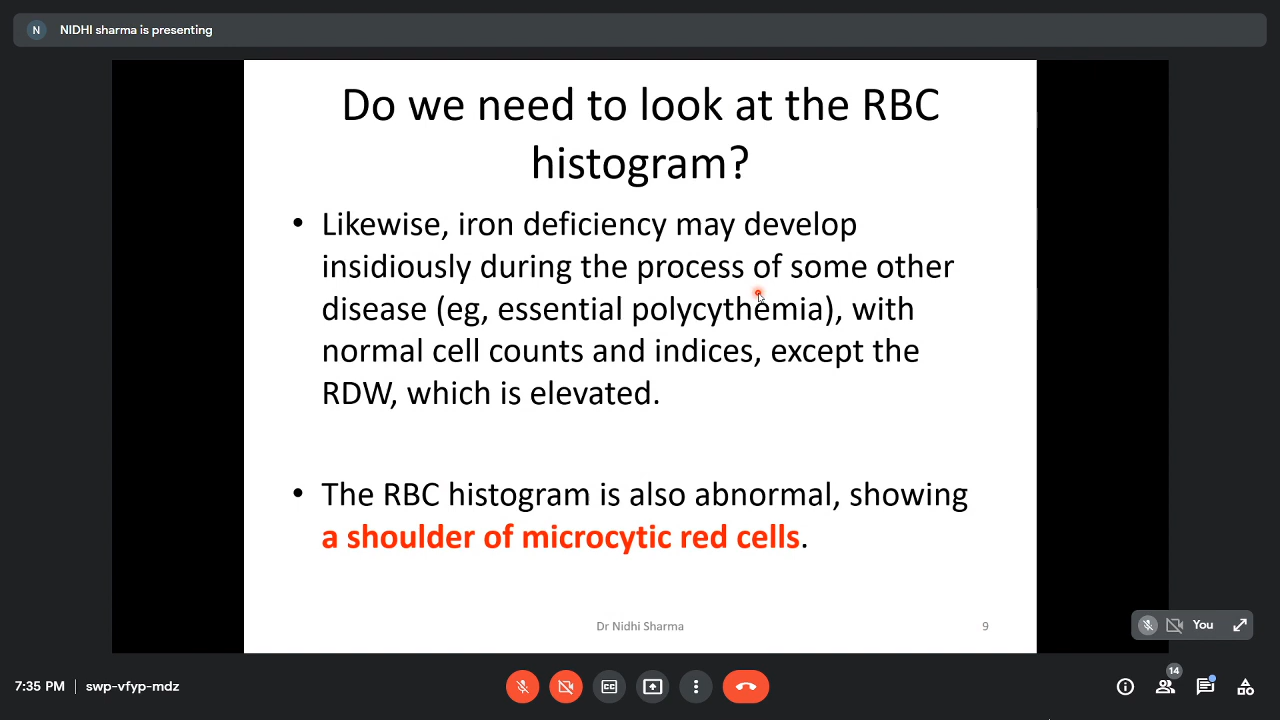 N NIDHI sharma is presenting
Do we need to look at the RBC
histogram?
• Likewise, iron deficiency may develop
insidiously during the process of some other
disease (eg, essential polycythemia), with
normal cell counts and indices, except the
RDW, which is elevated.
• The RBC histogram is also abnormal, showing
a shoulder of microcytic red cells.
Dr Nidhi Sharma 9
You
7:35 PM | swp-vfyp-mdz
CC
14